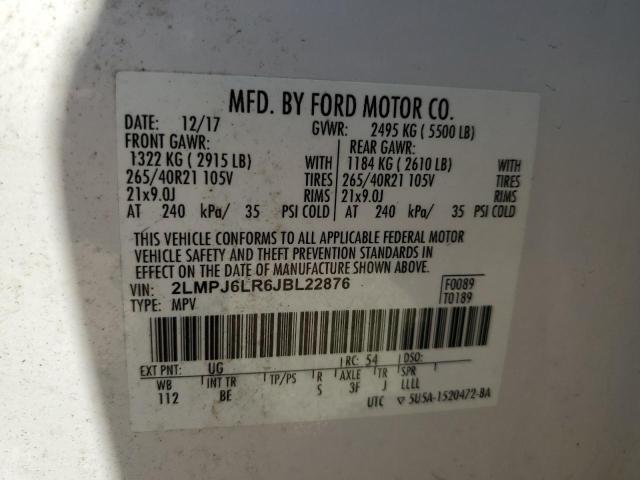 MFD. BY FORD MOTOR CO.
DATE: 12/17 GVWR: 2495 KG ( 5500 LB)
FRONT GAWR: REAR GAWR:
1322 KG ( 2915 LB) WITH 1184 KG ( 2610 LB) WITH
265/40R21 105V TIRES 265/40R21 105V TIRES
21x9.0J RIMS 21x9.0J RIMS
AT 240 kPa/ 35 PSI COLD AT 240 kPa/ 35 PSI COLD
THIS VEHICLE CONFORMS TO ALL APPLICABLE FEDERAL MOTOR
VEHICLE SAFETY AND THEFT PREVENTION STANDARDS IN
EFFECT ON THE DATE OF MANUFACTURE SHOWN ABOVE.
VIN: 2LMPJ6LR6JBL22876 F0089
TYPE: MPV T0189
EXT PNT: UG RC: 54 DSO:
WB INT TR TP/PS R AXLE TR SPR
112 BE S 3F J LLLL
UTC ▽ 5U5A-1520472-BA